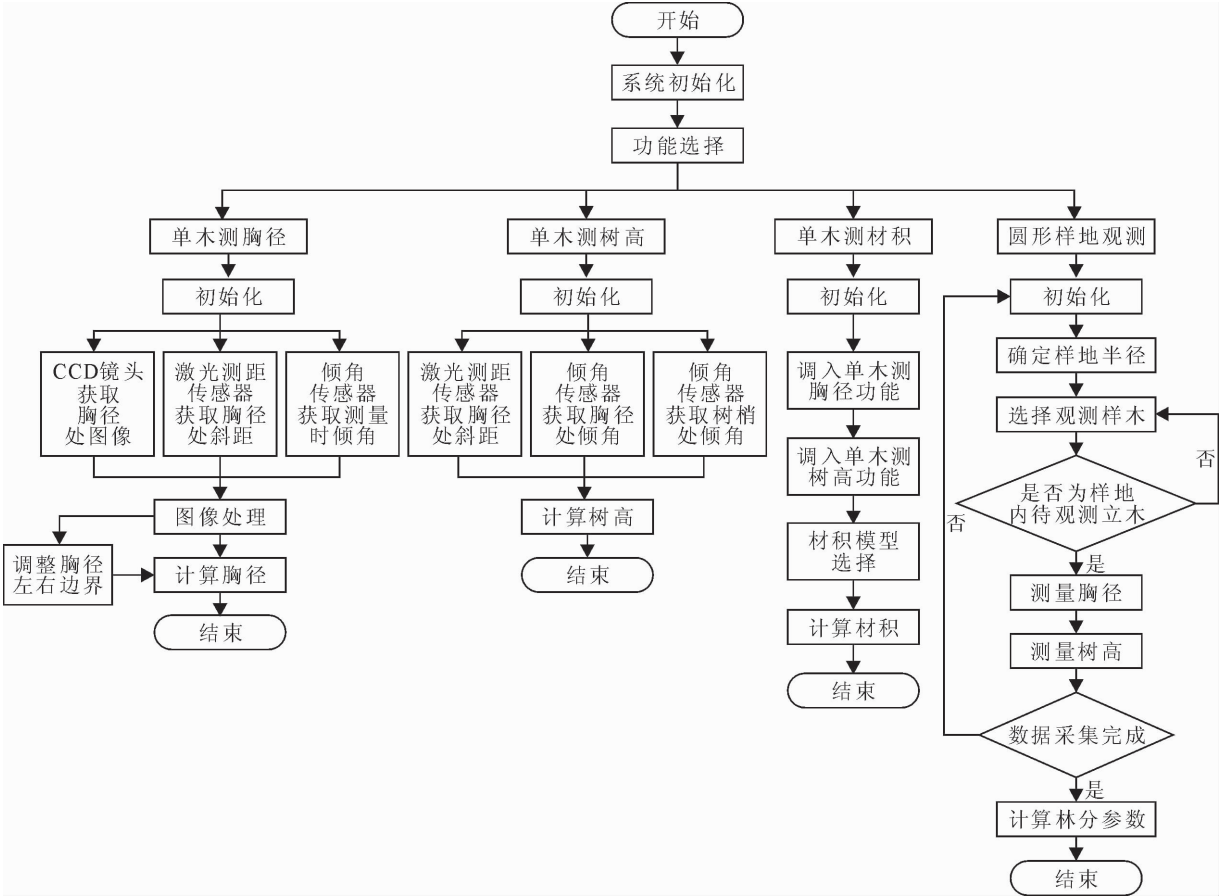 开始
系统初始化
功能选择
单木测胸径
初始化
CCD镜头
获取
胸径
处图像
激光测距
传感器
获取胸径
处斜距
倾角
传感器
获取测量
时倾角
图像处理
调整胸径
左右边界
计算胸径
结束
单木测树高
初始化
激光测距
传感器
获取胸径
处斜距
倾角
传感器
获取胸径
处倾角
倾角
传感器
获取树梢
处倾角
计算树高
结束
单木测材积
初始化
调入单木测
胸径功能
调入单木测
树高功能
材积模型
选择
计算材积
结束
圆形样地观测
初始化
确定样地半径
选择观测样木
否
是否为样地
内待观测立木
否
是
测量胸径
测量树高
数据采集完成
是
计算林分参数
结束